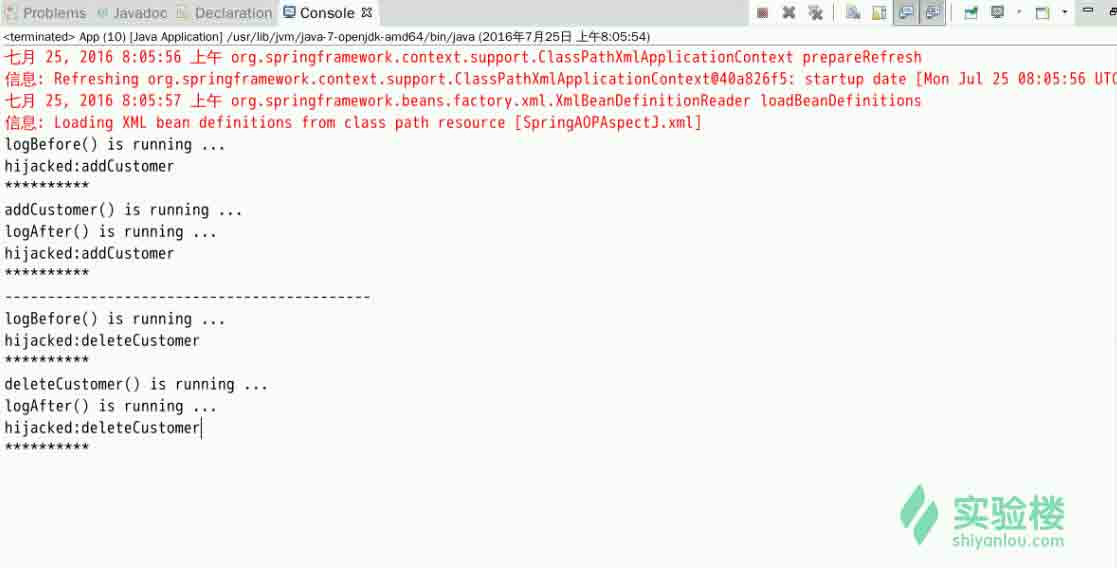 Problems Javadoc Declaration Console
<terminated> App (10) [Java Application] /usr/lib/jvm/java-7-openjdk-amd64/bin/java (2016年7月25日 上午8:05:54)
七月 25, 2016 8:05:56 上午 org.springframework.context.support.ClassPathXmlApplicationContext prepareRefresh
信息: Refreshing org.springframework.context.support.ClassPathXmlApplicationContext@40a826f5: startup date [Mon Jul 25 08:05:56 UTC
七月 25, 2016 8:05:57 上午 org.springframework.beans.factory.xml.XmlBeanDefinitionReader loadBeanDefinitions
信息: Loading XML bean definitions from class path resource [SpringAOPAspectJ.xml]
logBefore() is running ...
hijacked:addCustomer
**********
addCustomer() is running ...
logAfter() is running ...
hijacked:addCustomer
**********
-------------------------------------------
logBefore() is running ...
hijacked:deleteCustomer
**********
deleteCustomer() is running ...
logAfter() is running ...
hijacked:deleteCustomer
**********
实验楼
shiyanlou.com